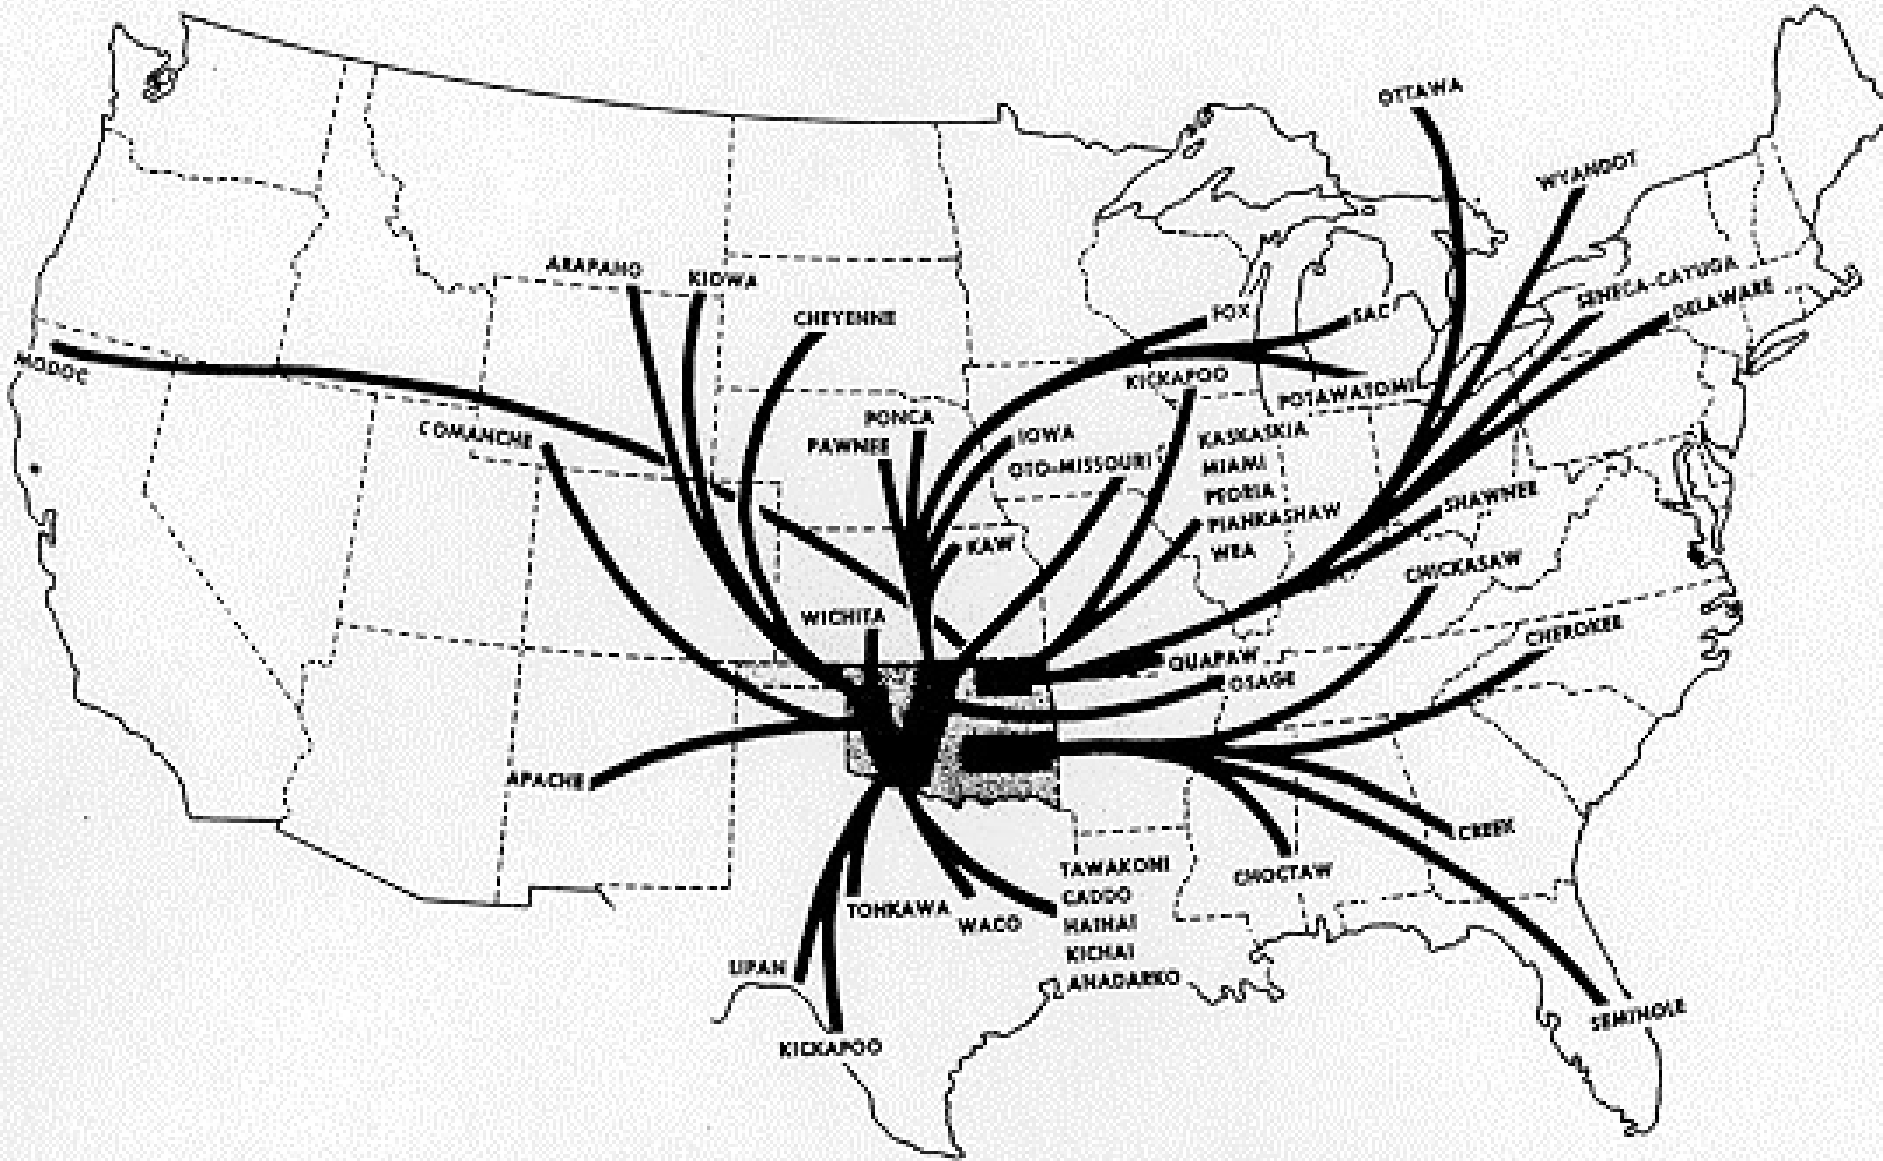 OTTAWA
WYANDOT
ARAPAHO
KIOWA
SENECA-CAYUGA
DELAWARE
CHEYENNE
FOX
SAC
MODOC
KICKAPOO
POTAWATOMI
COMANCHE
PONCA
PAWNEE
IOWA
OTO-MISSOURI
KASKASKIA
MIAMI
PEORIA
PIANKASHAW
WEA
SHAWNEE
KAW
CHICKASAW
WICHITA
CHEROKEE
QUAPAW
OSAGE
APACHE
CREEK
CHOCTAW
TAWAKONI
CADDO
HAINAI
KICHAI
ANADARKO
TONKAWA
WACO
LIPAN
SEMINOLE
KICKAPOO